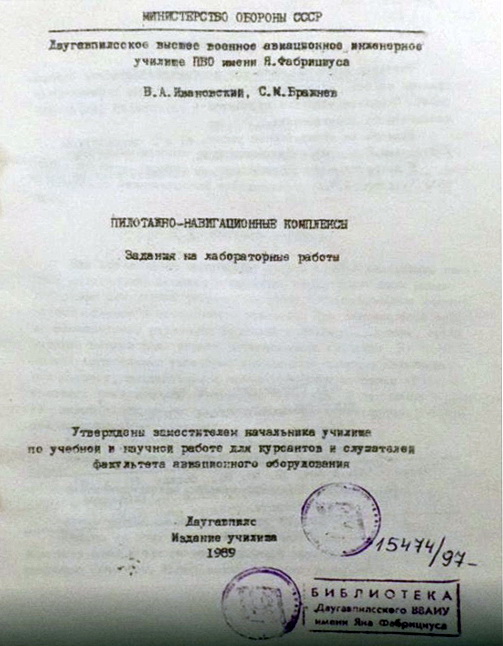 МИНИСТЕРСТВО ОБОРОНЫ СССР
Даугавпилсское высшее военное авиационное инженерное
училище ПВО имени Я.Фабрициуса
В.А.Ивановский, С.М.Бражнев
ПИЛОТАЖНО-НАВИГАЦИОННЫЕ КОМПЛЕКСЫ
Задания на лабораторные работы
Утверждены заместителем начальника училища
по учебной и научной работе для курсантов и слушателей
факультета авиационного оборудования
Даугавпилс
Издание училища
1989
15474/97-
БИБЛИОТЕКА
Даугавпилсского ВВАИУ
имени Яна Фабрициуса